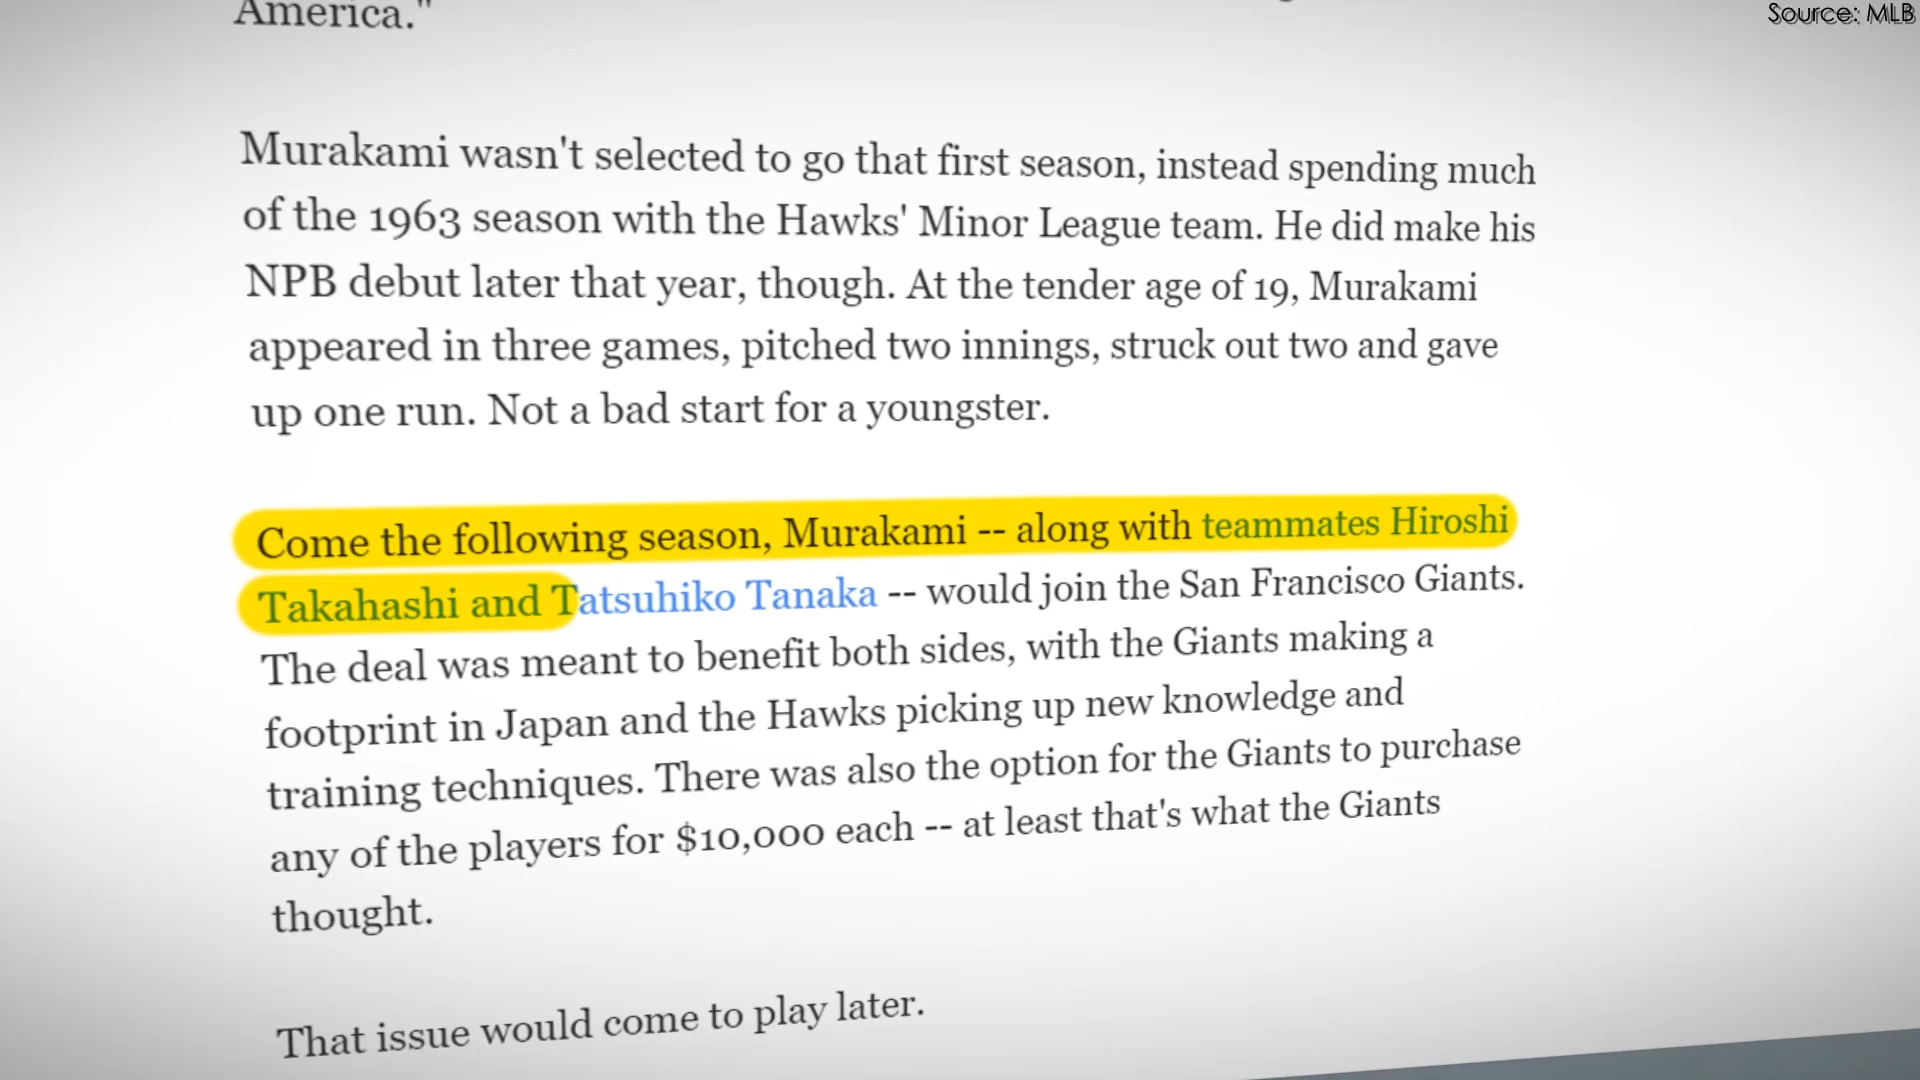 Source: MLB
America."
Murakami wasn't selected to go that first season, instead spending much
of the 1963 season with the Hawks' Minor League team. He did make his
NPB debut later that year, though. At the tender age of 19, Murakami
appeared in three games, pitched two innings, struck out two and gave
up one run. Not a bad start for a youngster.
Come the following season, Murakami -- along with teammates Hiroshi
Takahashi and Tatsuhiko Tanaka -- would join the San Francisco Giants.
The deal was meant to benefit both sides, with the Giants making a
footprint in Japan and the Hawks picking up new knowledge and
training techniques. There was also the option for the Giants to purchase
any of the players for $10,000 each -- at least that's what the Giants
thought.
That issue would come to play later.